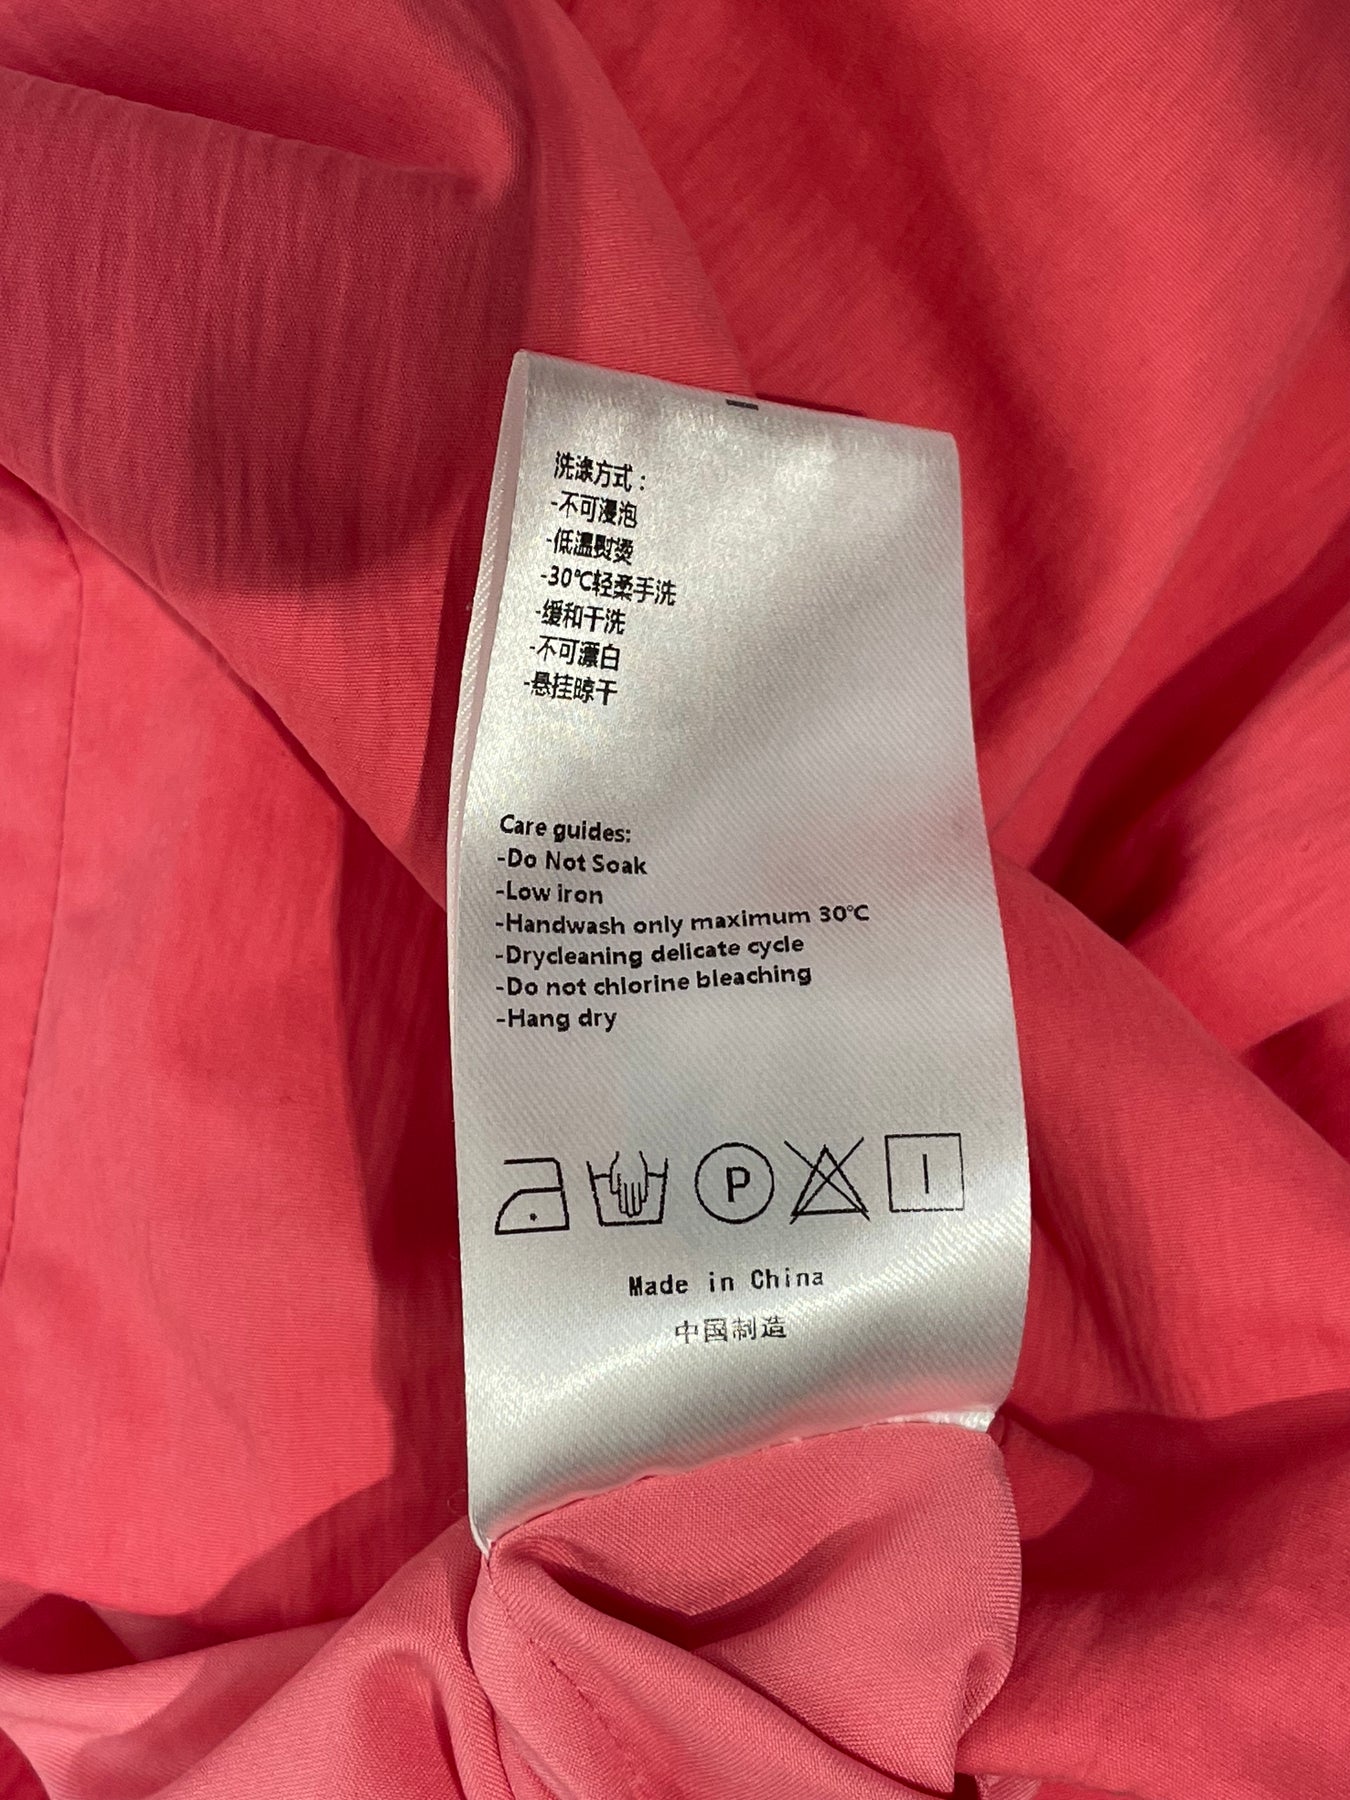 洗涤方式：
-不可浸泡
-低温熨烫
-30℃轻柔手洗
-缓和干洗
-不可漂白
-悬挂晾干
Care guides:
-Do Not Soak
-Low iron
-Handwash only maximum 30℃
-Drycleaning delicate cycle
-Do not chlorine bleaching
-Hang dry
P
Made in China
中国制造